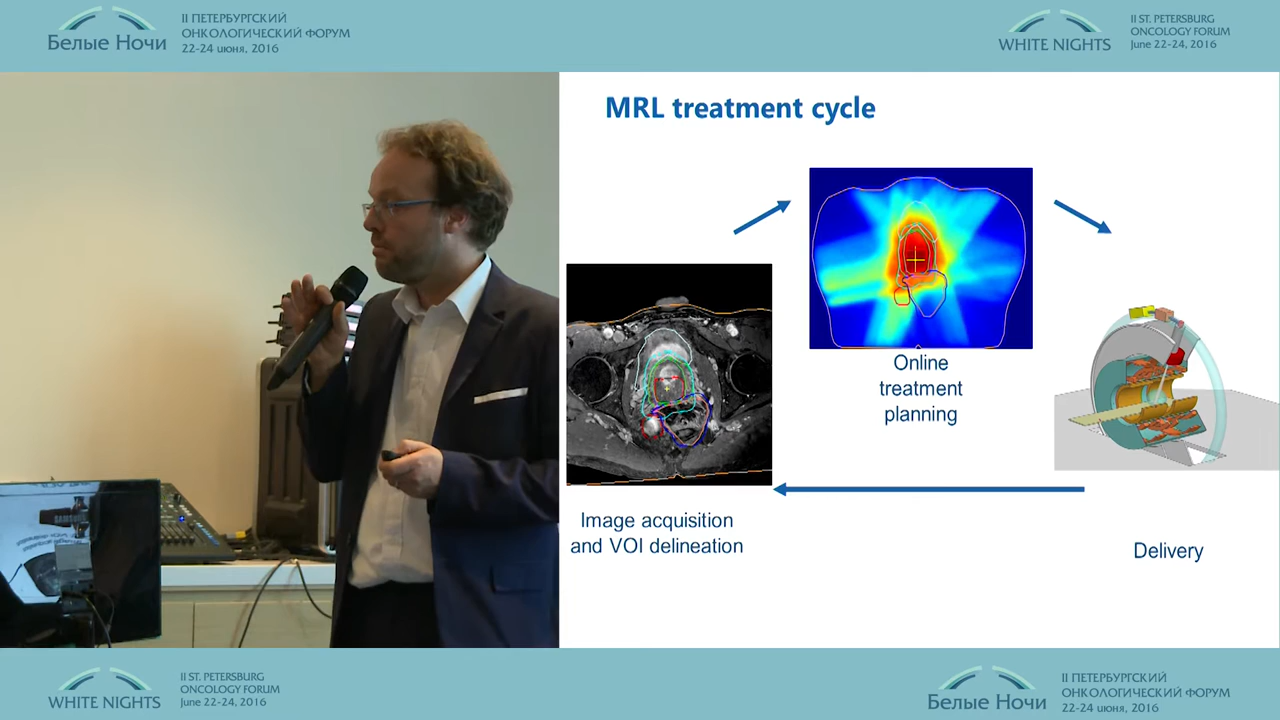 Белые Ночи
II ПЕТЕРБУРГСКИЙ
ОНКОЛОГИЧЕСКИЙ ФОРУМ
22-24 июня, 2016
WHITE NIGHTS
II ST. PETERSBURG
ONCOLOGY FORUM
June 22-24, 2016
MRL treatment cycle
Online
treatment
planning
Image acquisition
and VOI delineation
Delivery
SAMSUNG
WHITE NIGHTS
II ST. PETERSBURG
ONCOLOGY FORUM
June 22-24, 2016
Белые Ночи
II ПЕТЕРБУРГСКИЙ
ОНКОЛОГИЧЕСКИЙ ФОРУМ
22-24 июня, 2016